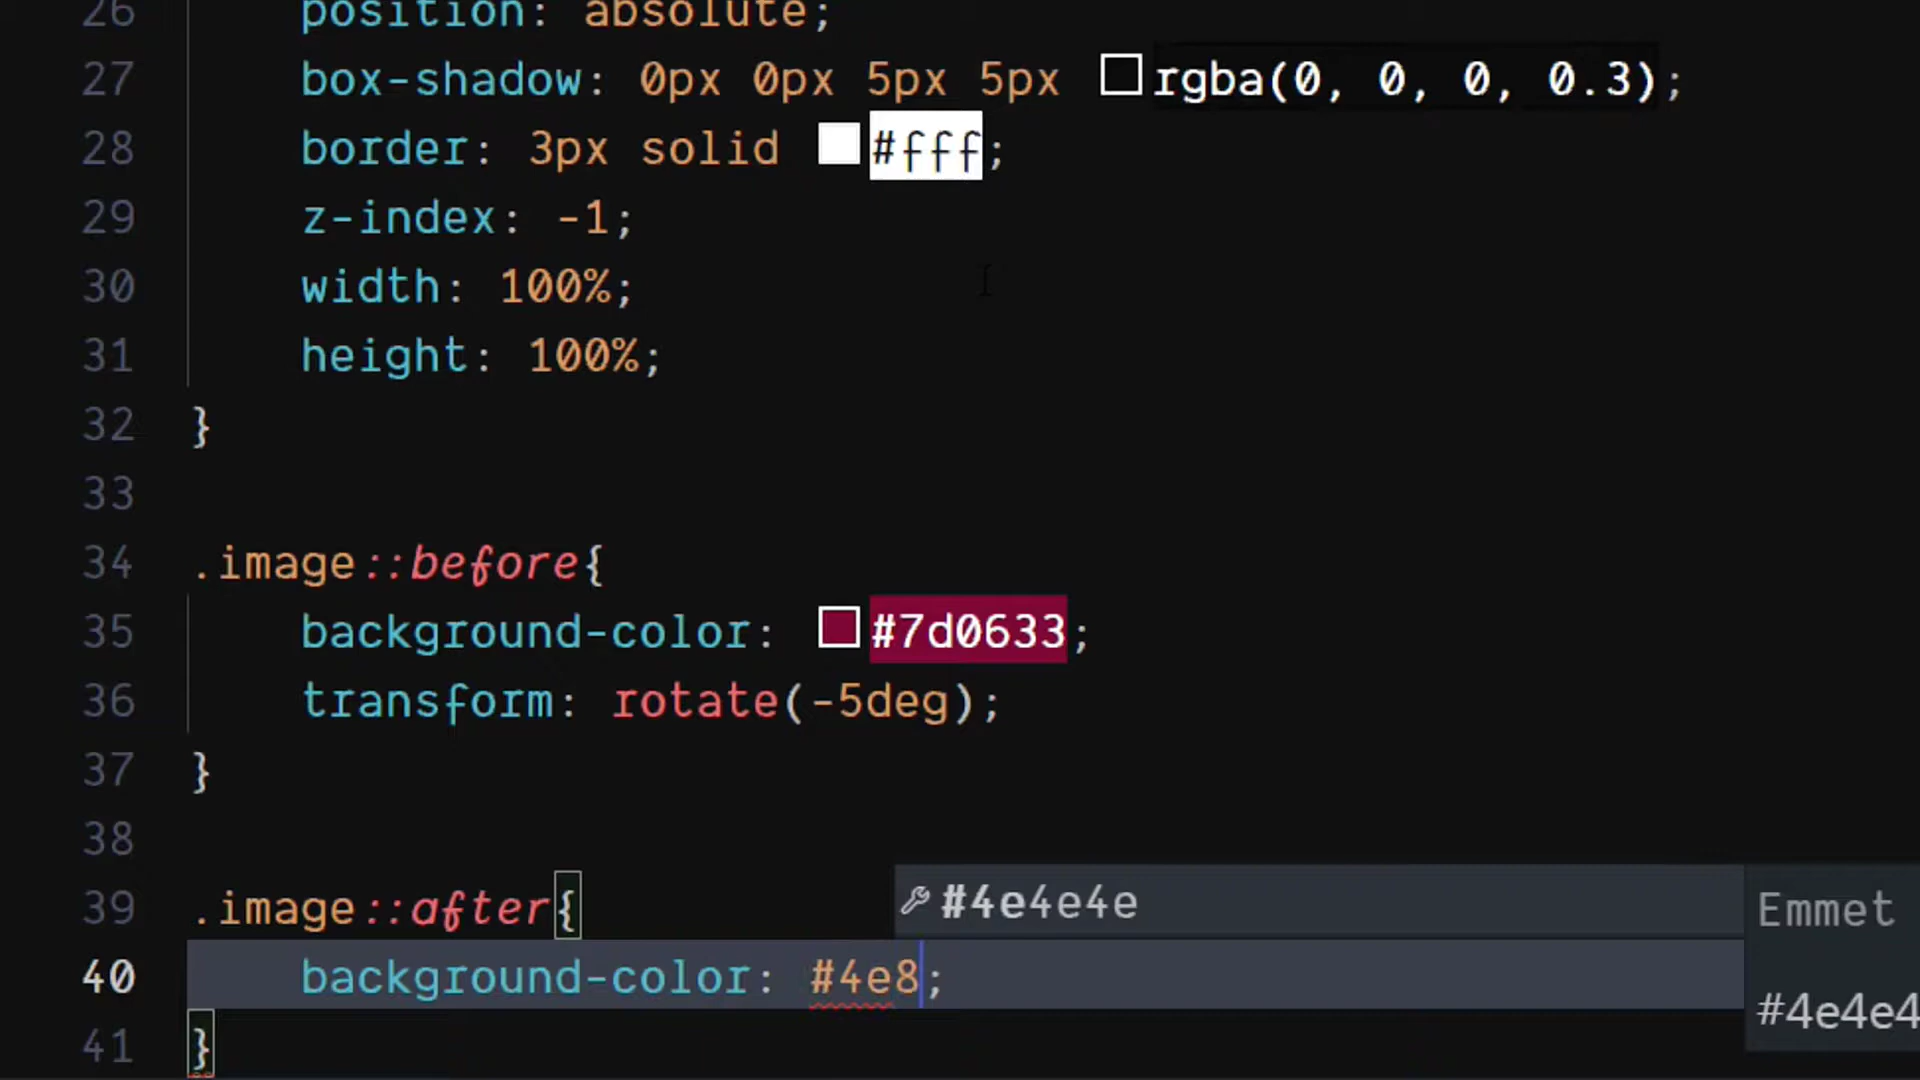 26 position: absolute;
27 box-shadow: 0px 0px 5px 5px rgba(0, 0, 0, 0.3);
28 border: 3px solid #fff;
29 z-index: -1;
30 width: 100%;
31 height: 100%;
32 }
33
34 .image::before{
35 background-color: #7d0633;
36 transform: rotate(-5deg);
37 }
38
#4e4e4e
39 .image::after{
Emmet
40 background-color: #4e8;
#4e4e4
41 }